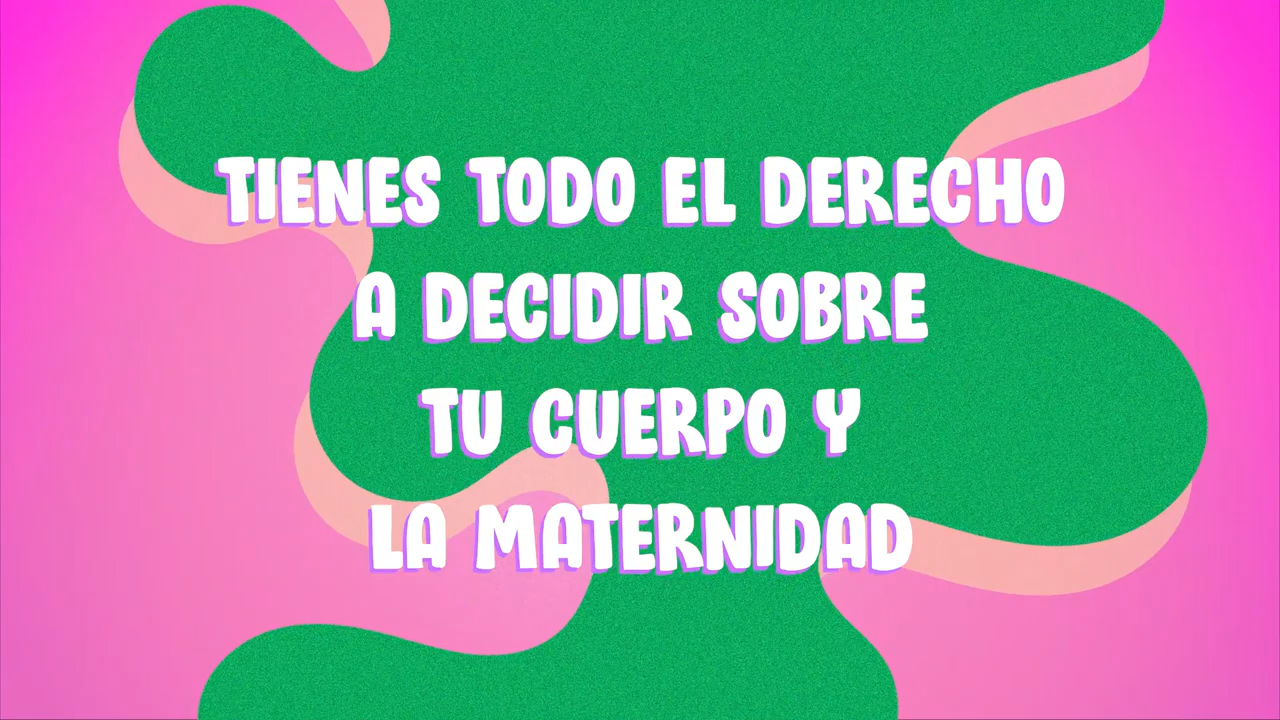 TIENES TODO EL DERECHO
A DECIDIR SOBRE
TU CUERPO Y
LA MATERNIDAD